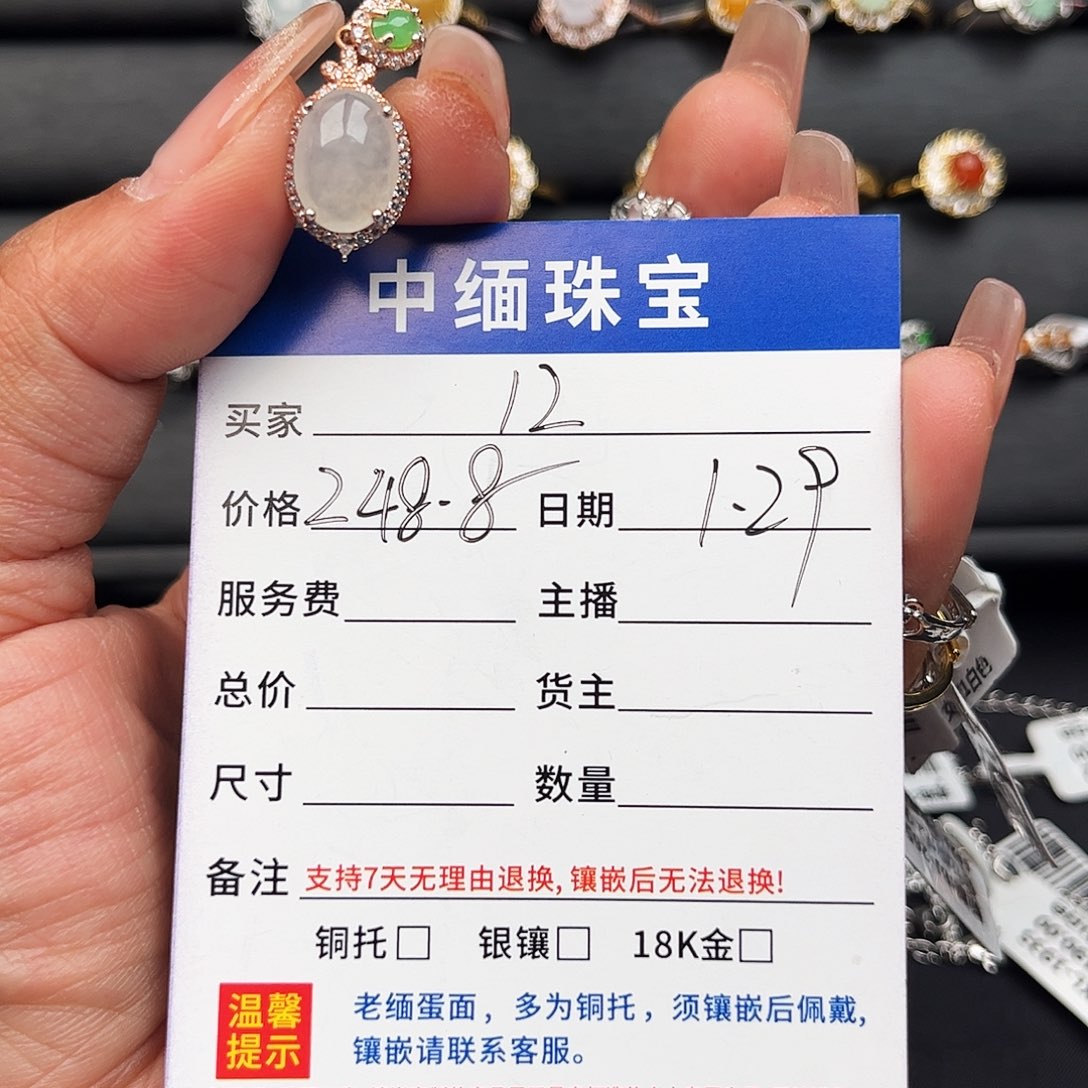 中缅珠宝
买家 12
价格 248.8 日期 1.29
服务费 主播
总价 货主
尺寸 数量
备注 支持7天无理由退换,镶嵌后无法退换!
铜托□ 银镶□ 18K金□
温馨提示
老缅蛋面，多为铜托，须镶嵌后佩戴,
镶嵌请联系客服。